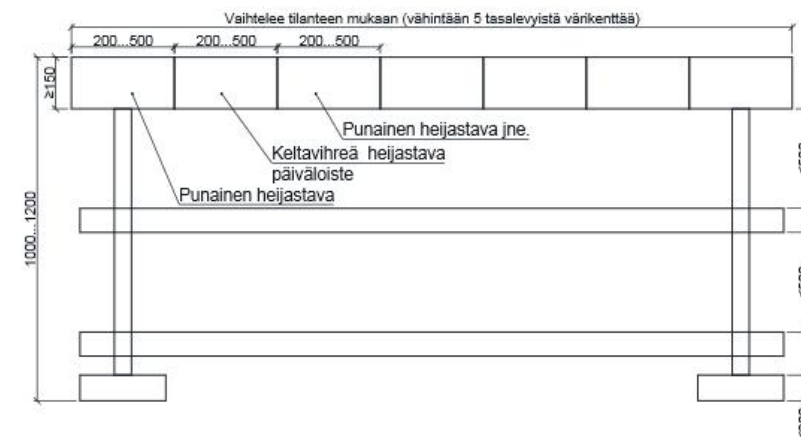 Vaihtelee tilanteen mukaan (vähintään 5 tasalevyistä värikenttää)
200...500 200...500 200...500
≥150
Punainen heijastava jne.
Keltavihreä heijastava
päiväloiste
Punainen heijastava
1000...1200